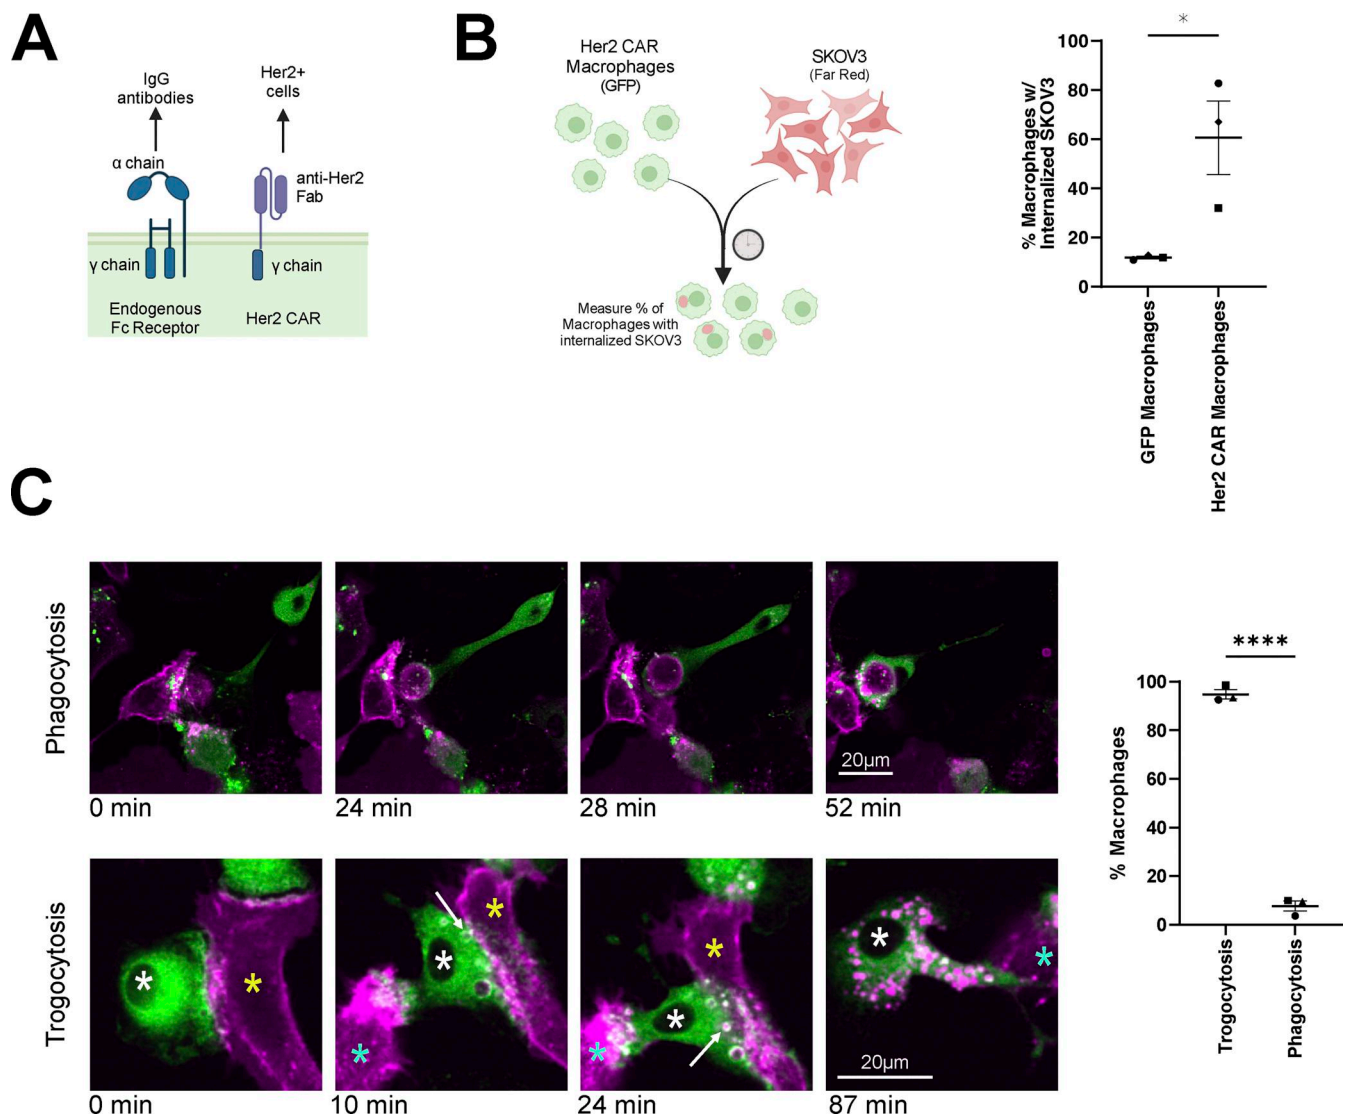 A
IgG
antibodies
Her2+
cells
α chain
anti-Her2
Fab
γ chain
γ chain
Endogenous
Fc Receptor
Her2 CAR
B
Her2 CAR
Macrophages
(GFP)
SKOV3
(Far Red)
Measure % of
Macrophages with
internalized SKOV3
*
% Macrophages w/
Internalized SKOV3
100
80
60
40
20
0
GFP Macrophages
Her2 CAR Macrophages
C
Phagocytosis
0 min
24 min
28 min
20µm
52 min
Trogocytosis
* *
0 min
* * *
10 min
* * *
24 min
* *
20µm
87 min
****
% Macrophages
100
80
60
40
20
0
Trogocytosis
Phagocytosis